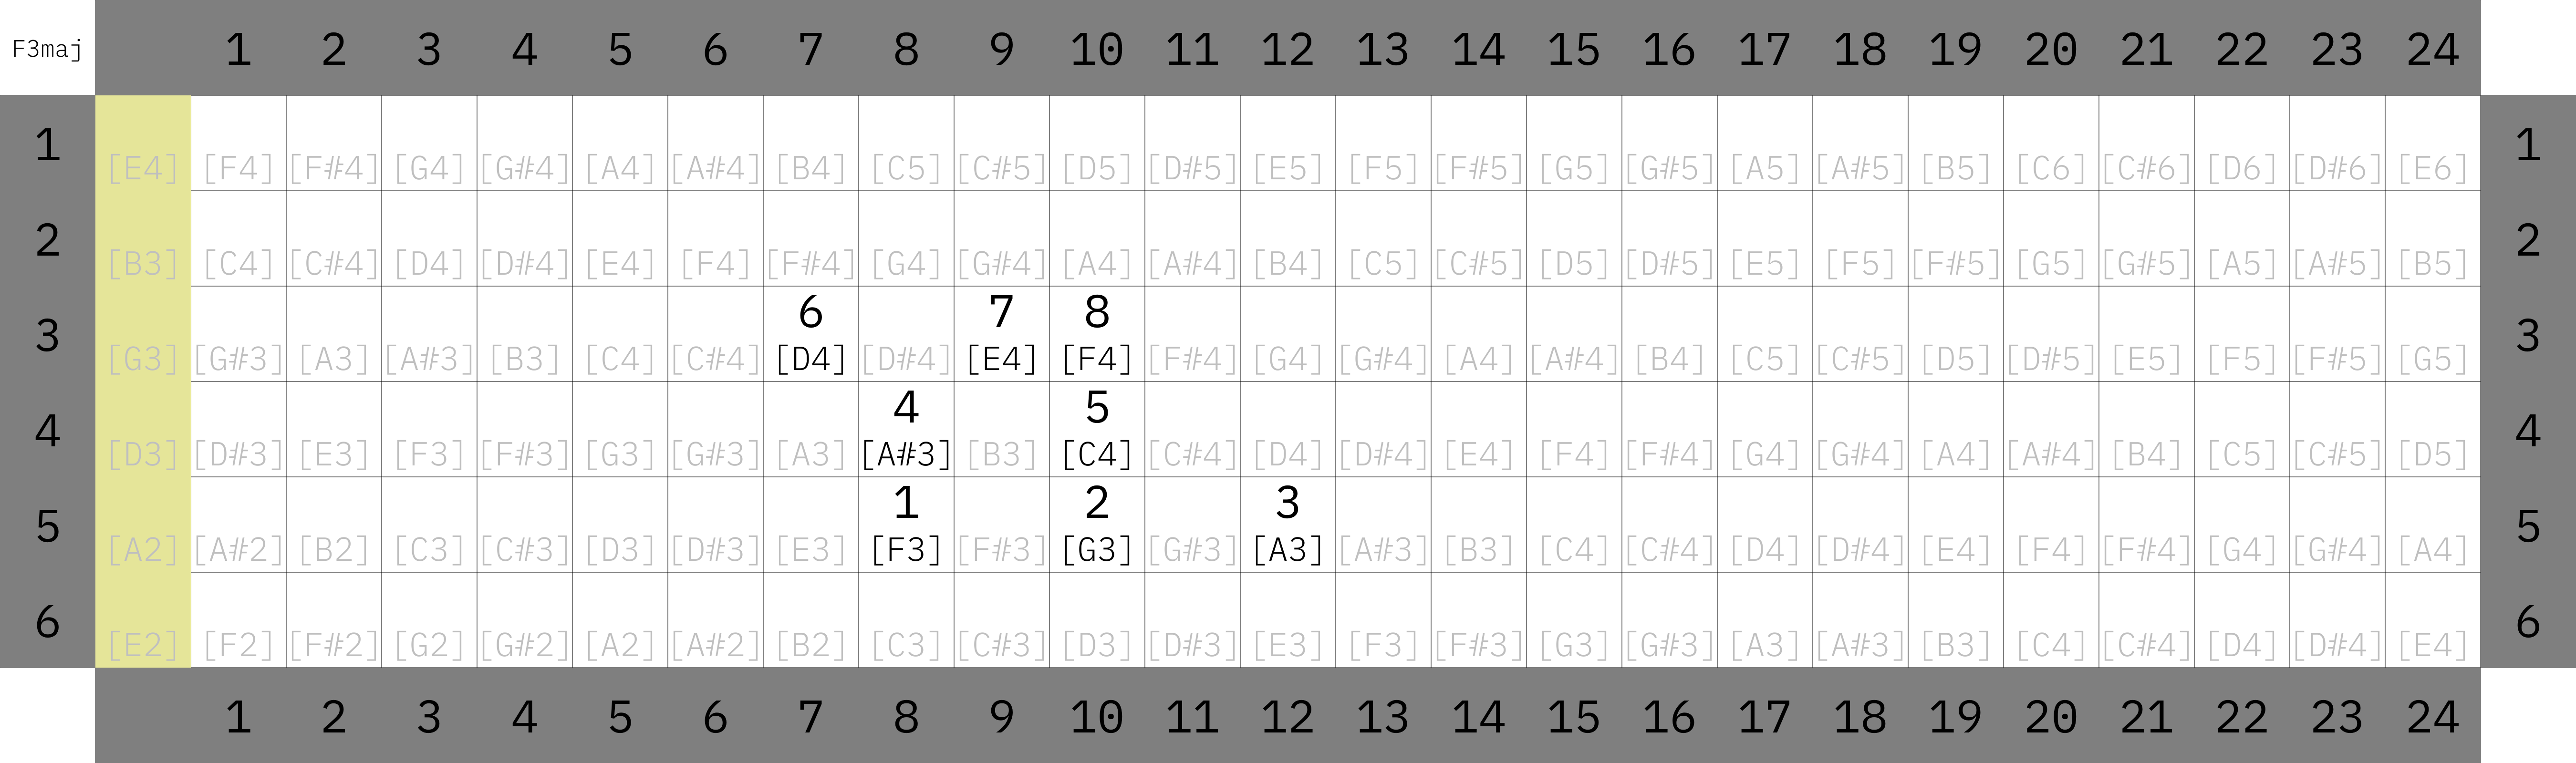 F3maj 1 2 3 4 5 6 7 8 9 10 11 12 13 14 15 16 17 18 19 20 21 22 23 24
1 [E4] [F4] [F#4] [G4] [G#4] [A4] [A#4] [B4] [C5] [C#5] [D5] [D#5] [E5] [F5] [F#5] [G5] [G#5] [A5] [A#5] [B5] [C6] [C#6] [D6] [D#6] [E6] 1
2 [B3] [C4] [C#4] [D4] [D#4] [E4] [F4] [F#4] [G4] [G#4] [A4] [A#4] [B4] [C5] [C#5] [D5] [D#5] [E5] [F5] [F#5] [G5] [G#5] [A5] [A#5] [B5] 2
6 7 8
3 [G3] [G#3] [A3] [A#3] [B3] [C4] [C#4] [D4] [D#4] [E4] [F4] [F#4] [G4] [G#4] [A4] [A#4] [B4] [C5] [C#5] [D5] [D#5] [E5] [F5] [F#5] [G5] 3
4 5
4 [D3] [D#3] [E3] [F3] [F#3] [G3] [G#3] [A3] [A#3] [B3] [C4] [C#4] [D4] [D#4] [E4] [F4] [F#4] [G4] [G#4] [A4] [A#4] [B4] [C5] [C#5] [D5] 4
1 2 3
5 [A2] [A#2] [B2] [C3] [C#3] [D3] [D#3] [E3] [F3] [F#3] [G3] [G#3] [A3] [A#3] [B3] [C4] [C#4] [D4] [D#4] [E4] [F4] [F#4] [G4] [G#4] [A4] 5
6 [E2] [F2] [F#2] [G2] [G#2] [A2] [A#2] [B2] [C3] [C#3] [D3] [D#3] [E3] [F3] [F#3] [G3] [G#3] [A3] [A#3] [B3] [C4] [C#4] [D4] [D#4] [E4] 6
1 2 3 4 5 6 7 8 9 10 11 12 13 14 15 16 17 18 19 20 21 22 23 24